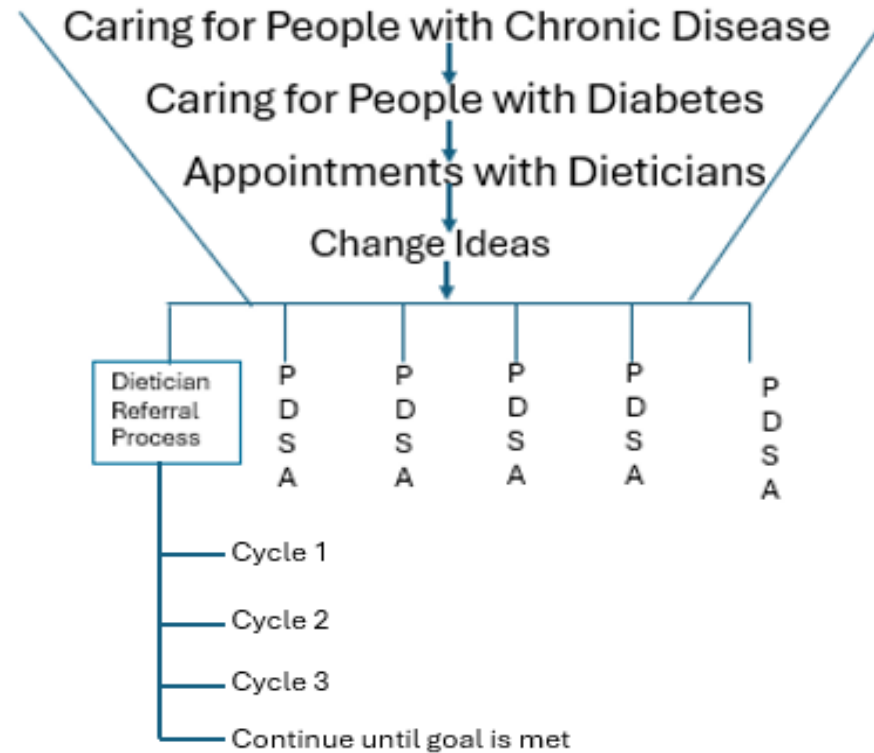 Caring for People with Chronic Disease
Caring for People with Diabetes
Appointments with Dieticians
Change Ideas
Dietician
Referral
Process
P
D
S
A
P
D
S
A
P
D
S
A
P
D
S
A
P
D
S
A
Cycle 1
Cycle 2
Cycle 3
Continue until goal is met